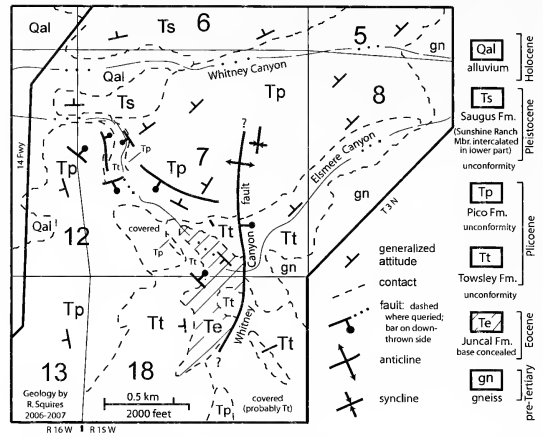 Qal
Ts
6
5
gn
Qal
Whitney Canyon
Ts
Tp
8
?
Tp
Tp
Tt
Tp
7
Elsmere Canyon
14 Fwy
fault
gn
T 3 N
Qal
12
covered
Tp
Tt
Tt
Canyon
Tt
gn
Tp
Tt
Te
Tt
Whitney
Tt
13
18
?
Geology by
R. Squires
2006-2007
0.5 km
2000 feet
Tp
covered
(probably Tt)
R 16 W
R 15 W
Qal
alluvium
Holocene
Ts
Saugus Fm.
(Sunshine Ranch
Mbr. intercalated
in lower part)
Pleistocene
unconformity
Tp
Pico Fm.
unconformity
Tt
Towsley Fm.
Plicoene
unconformity
Te
Juncal Fm.
base concealed
Eocene
gn
gneiss
pre-Tertiary
generalized
attitude
contact
fault: dashed
where queried;
bar on down-
thrown side
anticline
syncline